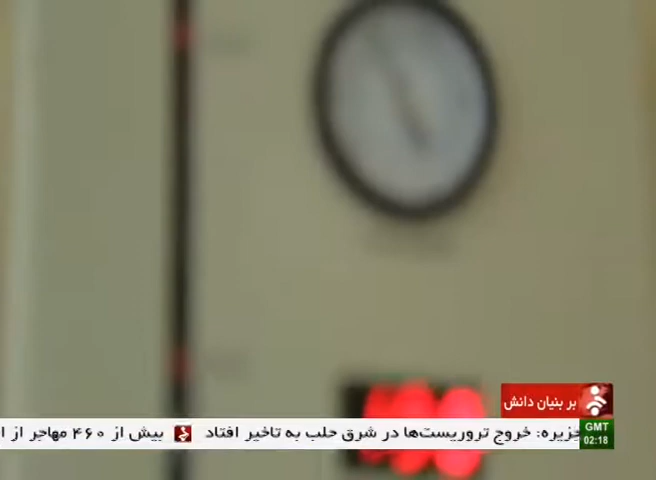 بر بنیان دانش
GMT
02:18
جزیره: خروج تروریست‌ها در شرق حلب به تاخیر افتاد بیش از ۴۶۰ مهاجر از ا